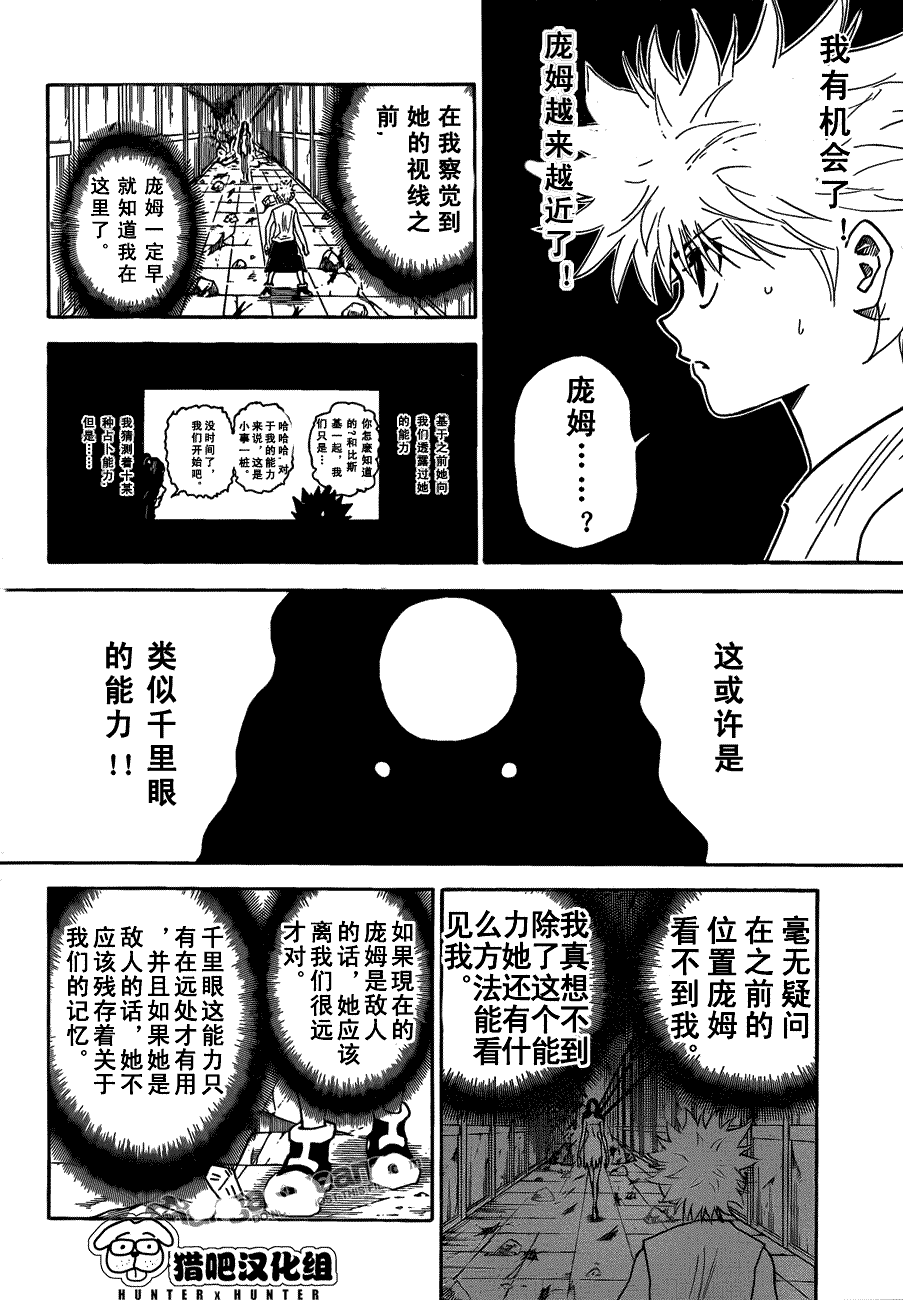 我有机会了！
庞姆越来越近了！
庞姆……？
在我察觉到
她的视线之
前，
庞姆一定早
就知道我在
这里了。
基于之前她向
我们透露过她
的能力
你怎麽知道
的？和比斯
基一起，我
们只是…
哈哈哈，对
于我的能力
来说，这是
小事一桩。
没时间了，
我们开始吧。
我猜测着十某
种占卜能力，
但是……
这或许是
类似千里眼
的能力！！
毫无疑问
在之前的
位置庞姆
看不到我。
我真想不到
除了这个能
力她还有什
么方法能看
见我。
如果現在的
庞姆是敌人
的话，她应该
离我们很远
才对。
千里眼这能力只
有在远处才有用
，并且如果她是
敌人的话，她不
应该残存着关于
我们的记忆。
猎吧汉化组
HUNTER x HUNTER